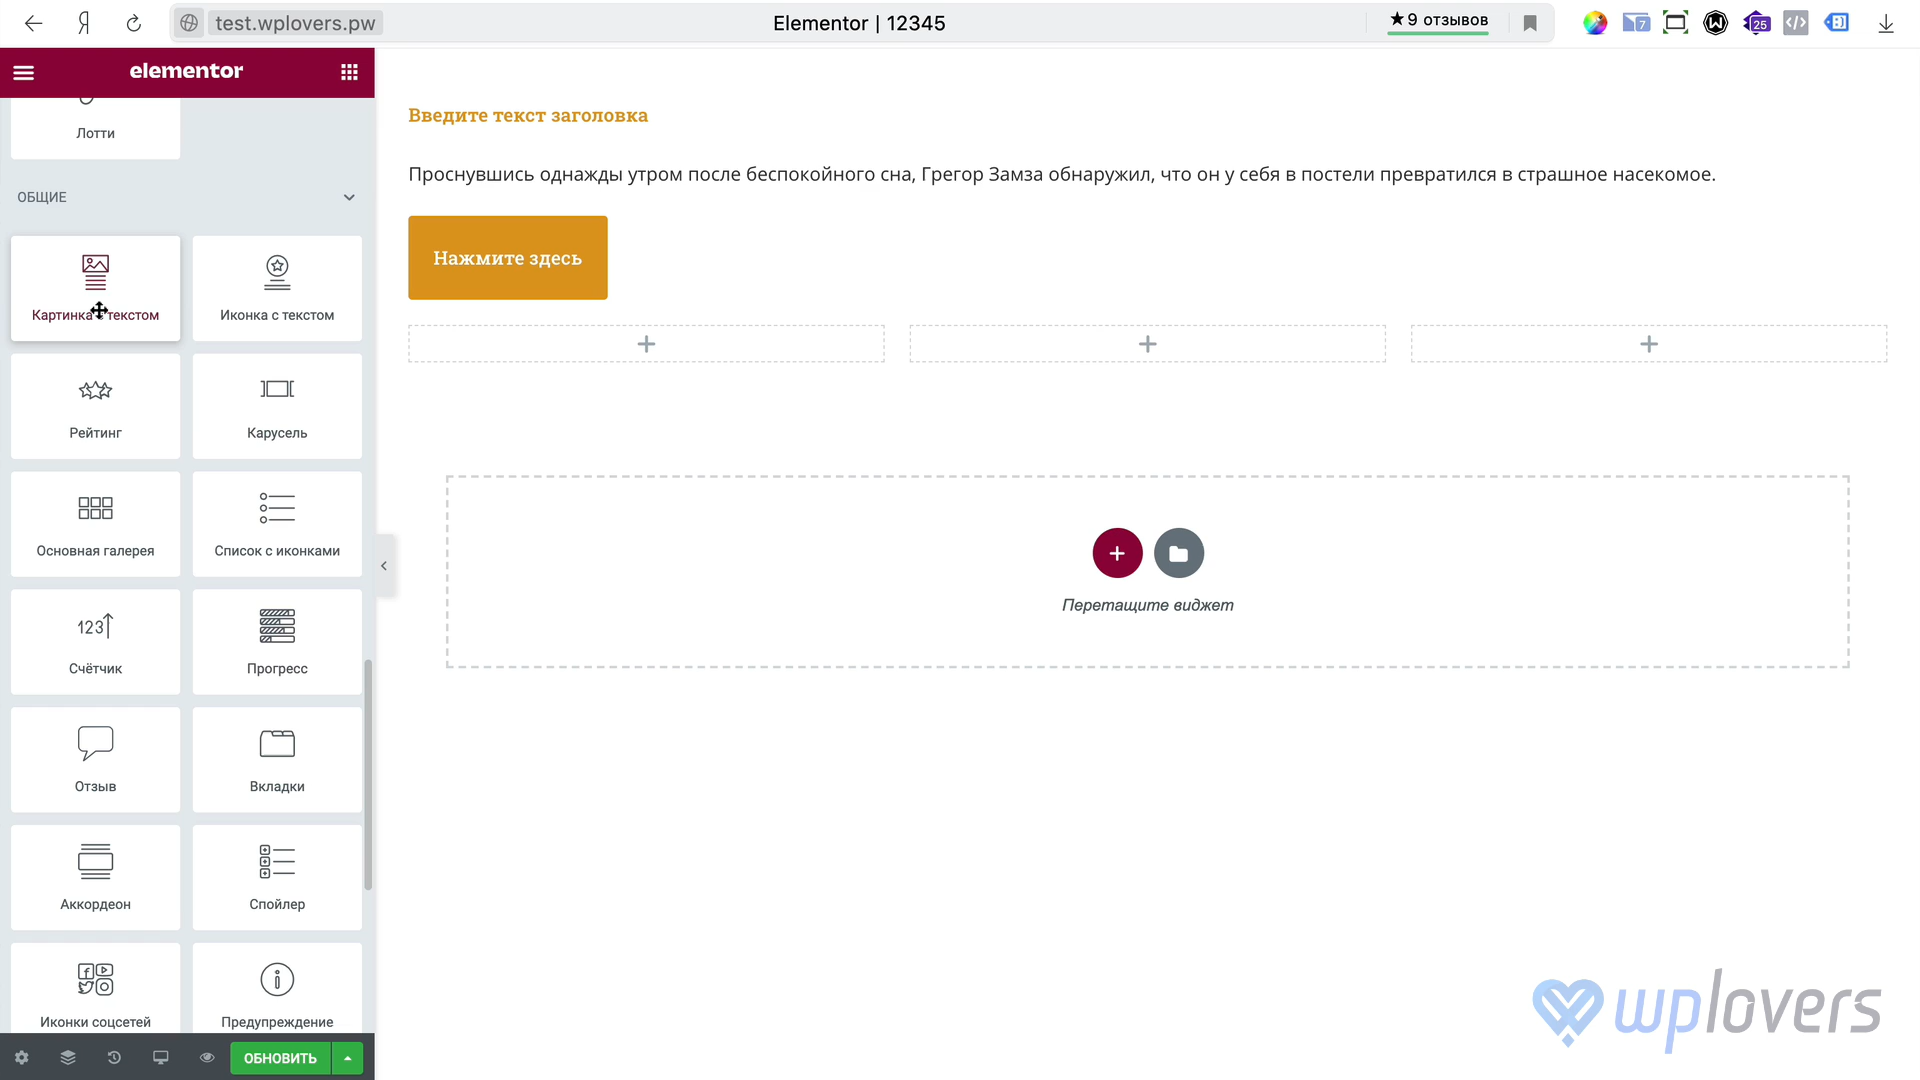 test.wplovers.pw
Elementor | 12345
★9 отзывов
7
25
elementor
Лотти
ОБЩИЕ
Картинка текстом
Иконка с текстом
Рейтинг
Карусель
Основная галерея
Список с иконками
123
Счётчик
Прогресс
Отзыв
Вкладки
Аккордеон
Спойлер
Иконки соцсетей
Предупреждение
ОБНОВИТЬ
Введите текст заголовка
Проснувшись однажды утром после беспокойного сна, Грегор Замза обнаружил, что он у себя в постели превратился в страшное насекомое.
Нажмите здесь
Перетащите виджет
wplovers